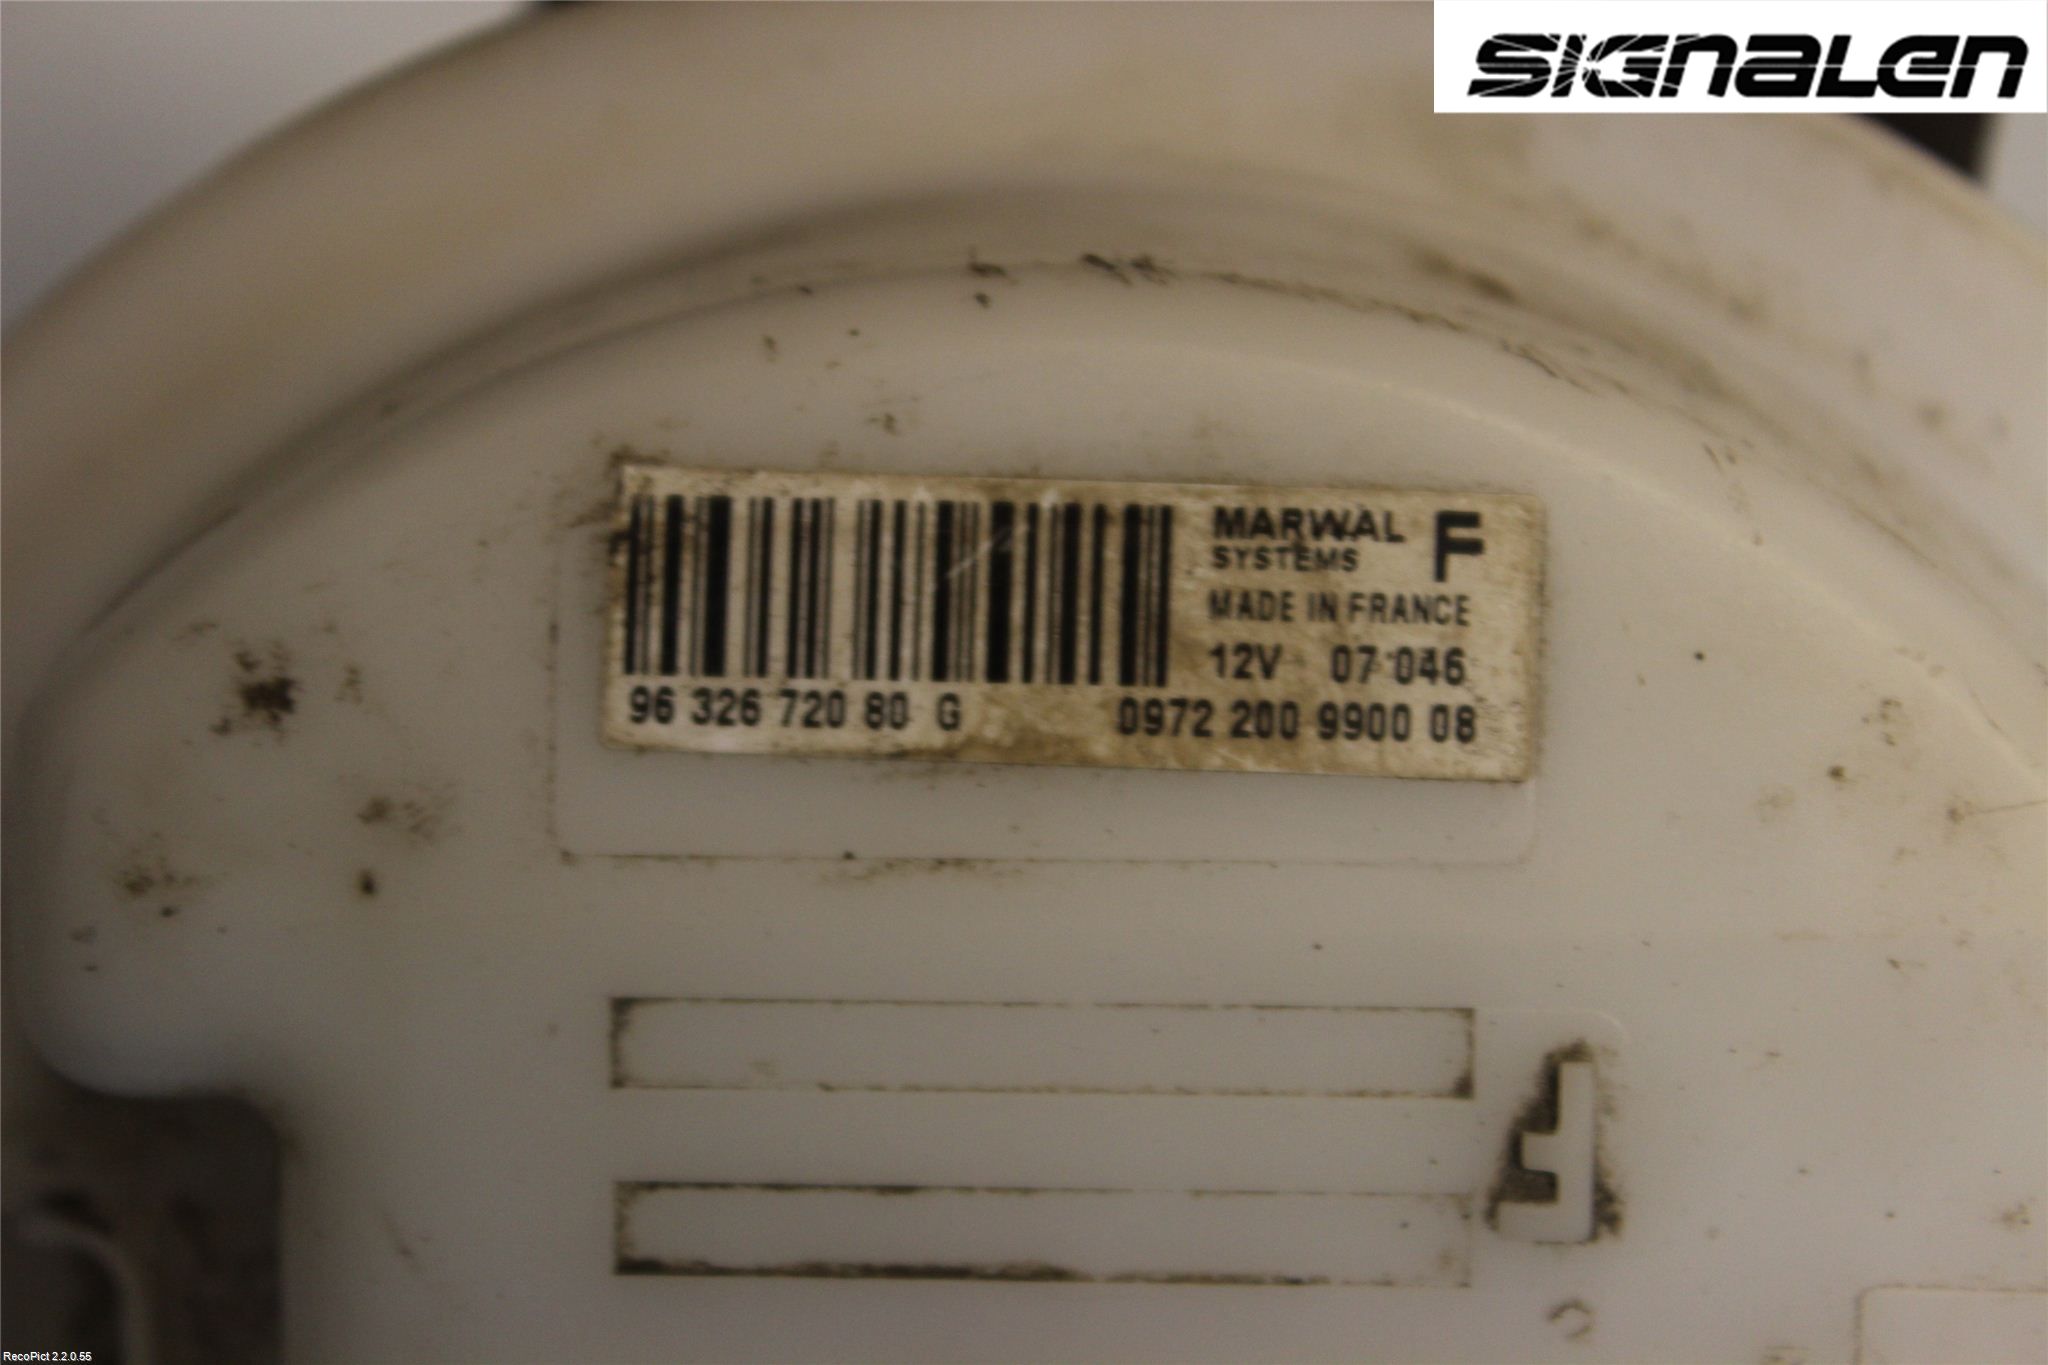 SIGNALEN
MARWAL F
SYSTEMS
MADE IN FRANCE
12V 07 046
96 326 720 80 G 0972 200 9900 08
F
RecoPict 2.2.0.55